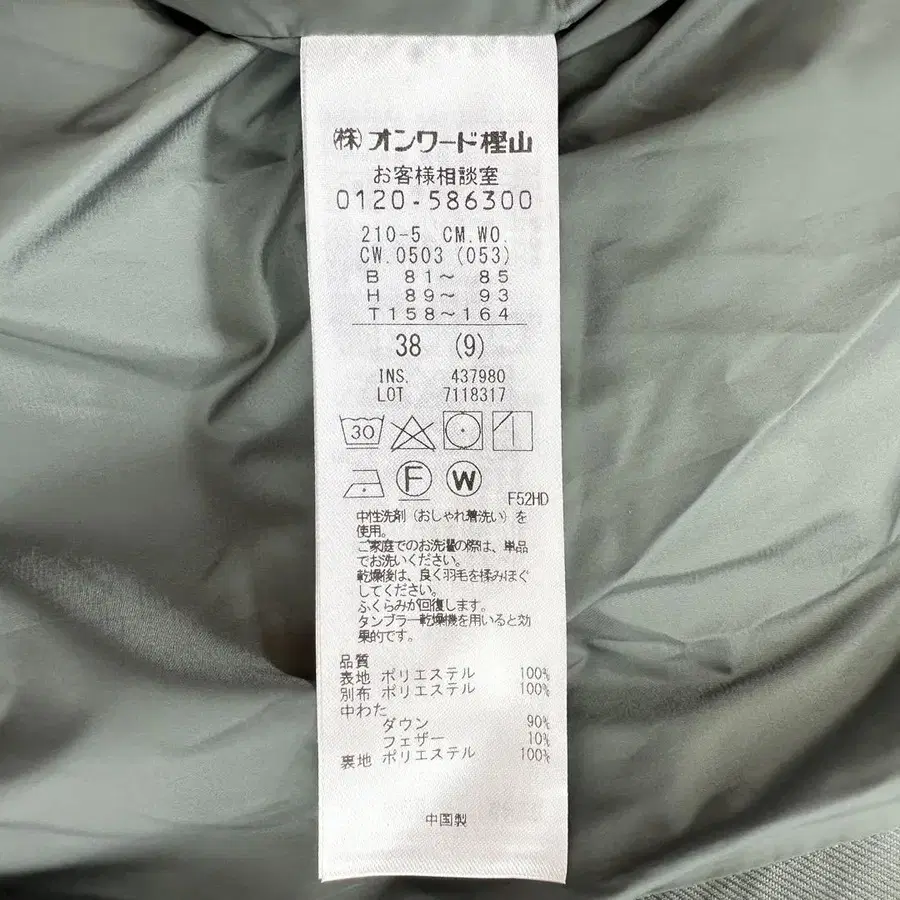 (株)オンワード樫山
お客様相談室
0120-586300
210-5 CM.WO.
CW.0503 (053)
B 81～ 85
H 89～ 93
T158～164
38 (9)
INS. 437980
LOT 7118317
30
F W F52HD
中性洗剤（おしゃれ着洗い）を
使用。
ご家庭でのお洗濯の際は、単品
でお洗いください。
乾燥後は、良く羽毛を揉みほぐ
してください。
ふくらみが回復します。
タンブラー乾燥機を用いると効
果的です。
品質
表地 ポリエステル 100%
別布 ポリエステル 100%
中わた
ダウン 90%
フェザー 10%
裏地 ポリエステル 100%
中国製